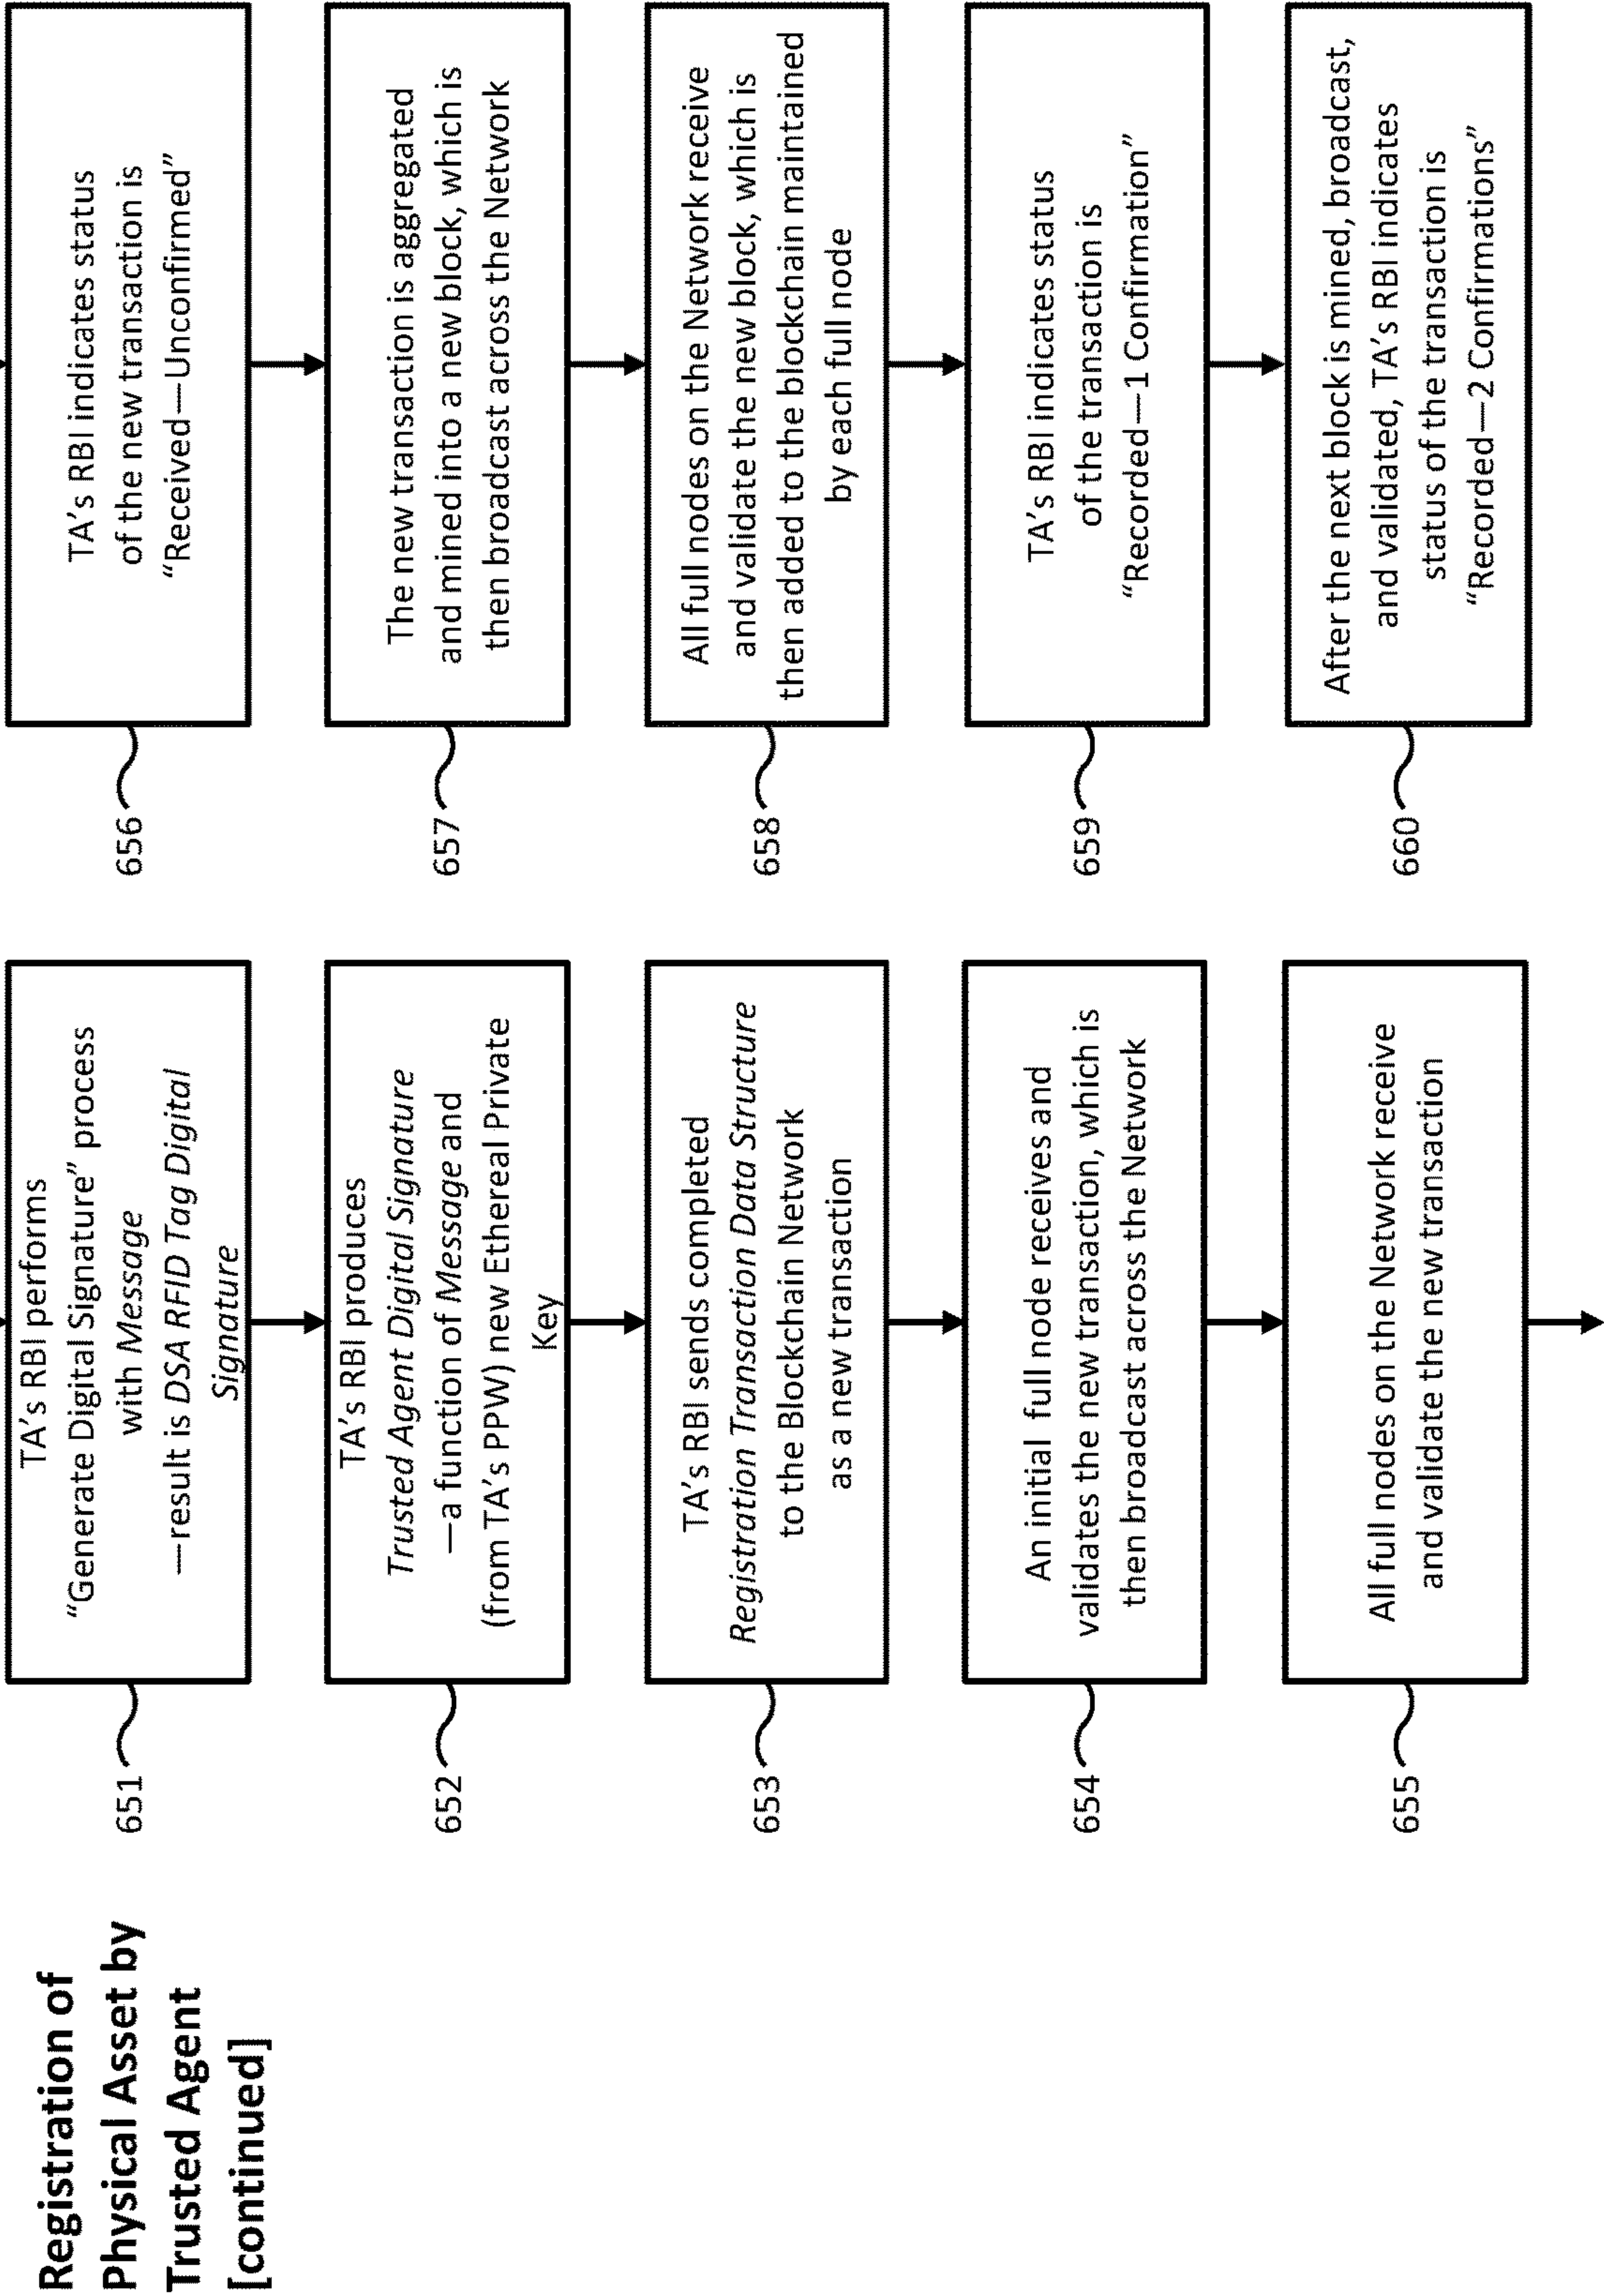 Registration of
Physical Asset by
Trusted Agent
[continued]
651
TA's RBI performs
“Generate Digital Signature” process
with Message
—result is DSA RFID Tag Digital
Signature
652
TA's RBI produces
Trusted Agent Digital Signature
—a function of Message and
(from TA's PPW) new Ethereal Private
Key
653
TA's RBI sends completed
Registration Transaction Data Structure
to the Blockchain Network
as a new transaction
654
An initial full node receives and
validates the new transaction, which is
then broadcast across the Network
655
All full nodes on the Network receive
and validate the new transaction
656
TA's RBI indicates status
of the new transaction is
“Received—Unconfirmed”
657
The new transaction is aggregated
and mined into a new block, which is
then broadcast across the Network
658
All full nodes on the Network receive
and validate the new block, which is
then added to the blockchain maintained
by each full node
659
TA's RBI indicates status
of the transaction is
“Recorded—1 Confirmation”
660
After the next block is mined, broadcast,
and validated, TA's RBI indicates
status of the transaction is
“Recorded—2 Confirmations”